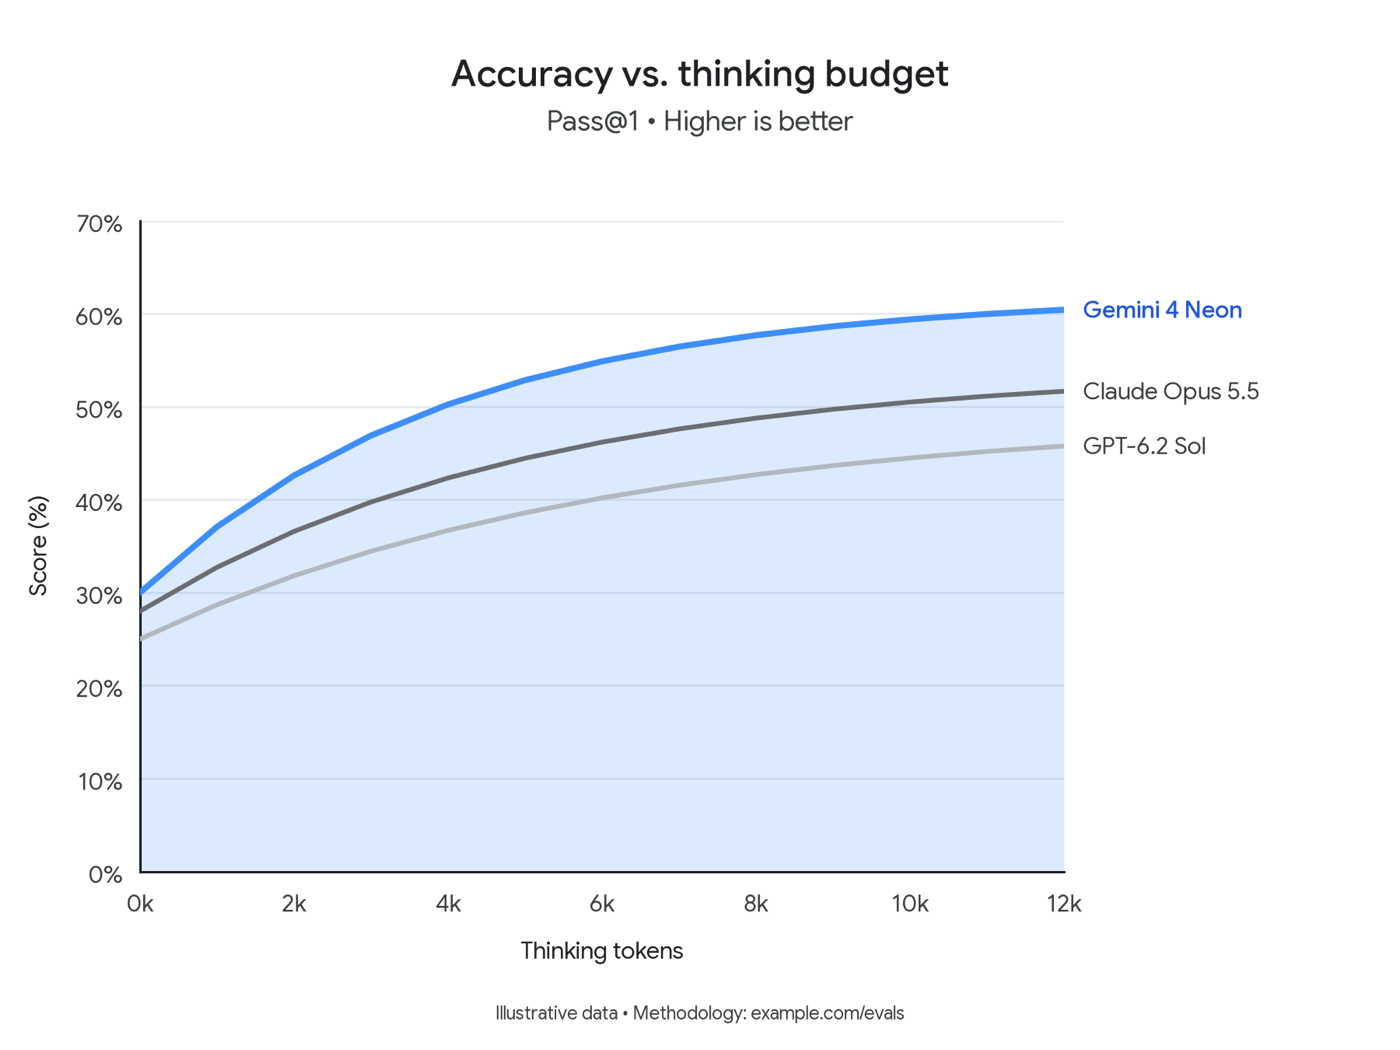 Accuracy vs. thinking budget
Pass@1 • Higher is better
70%
60%
50%
40%
30%
20%
10%
0%
Score (%)
Gemini 4 Neon
Claude Opus 5.5
GPT-6.2 Sol
0k 2k 4k 6k 8k 10k 12k
Thinking tokens
Illustrative data • Methodology: example.com/evals